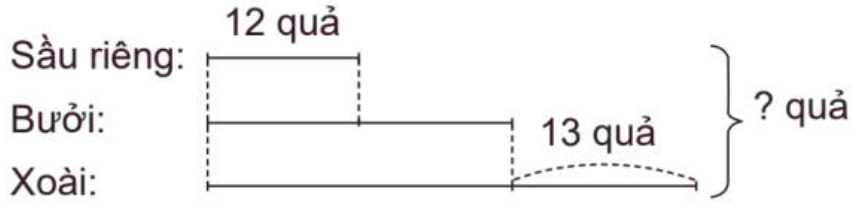 12 quả
Sầu riêng:
Bưởi:
13 quả
? quả
Xoài: